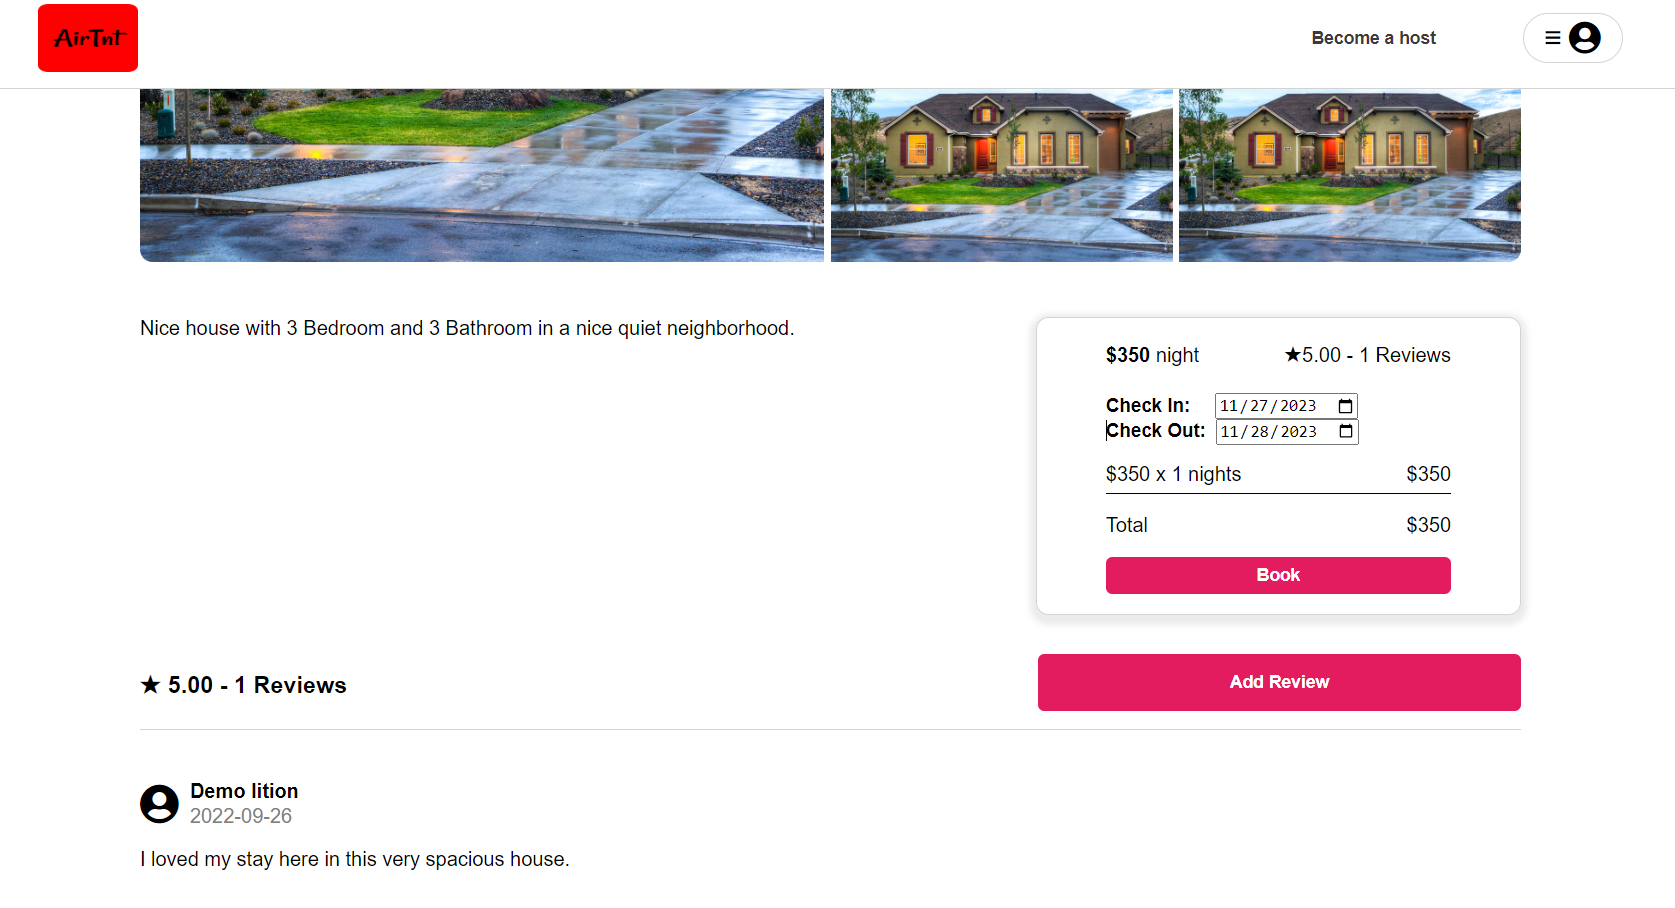 AirTnt
Become a host
Nice house with 3 Bedroom and 3 Bathroom in a nice quiet neighborhood.
$350 night ★5.00 - 1 Reviews
Check In: 11/27/2023
Check Out: 11/28/2023
$350 x 1 nights $350
Total $350
Book
★ 5.00 - 1 Reviews
Add Review
Demo lition
2022-09-26
I loved my stay here in this very spacious house.